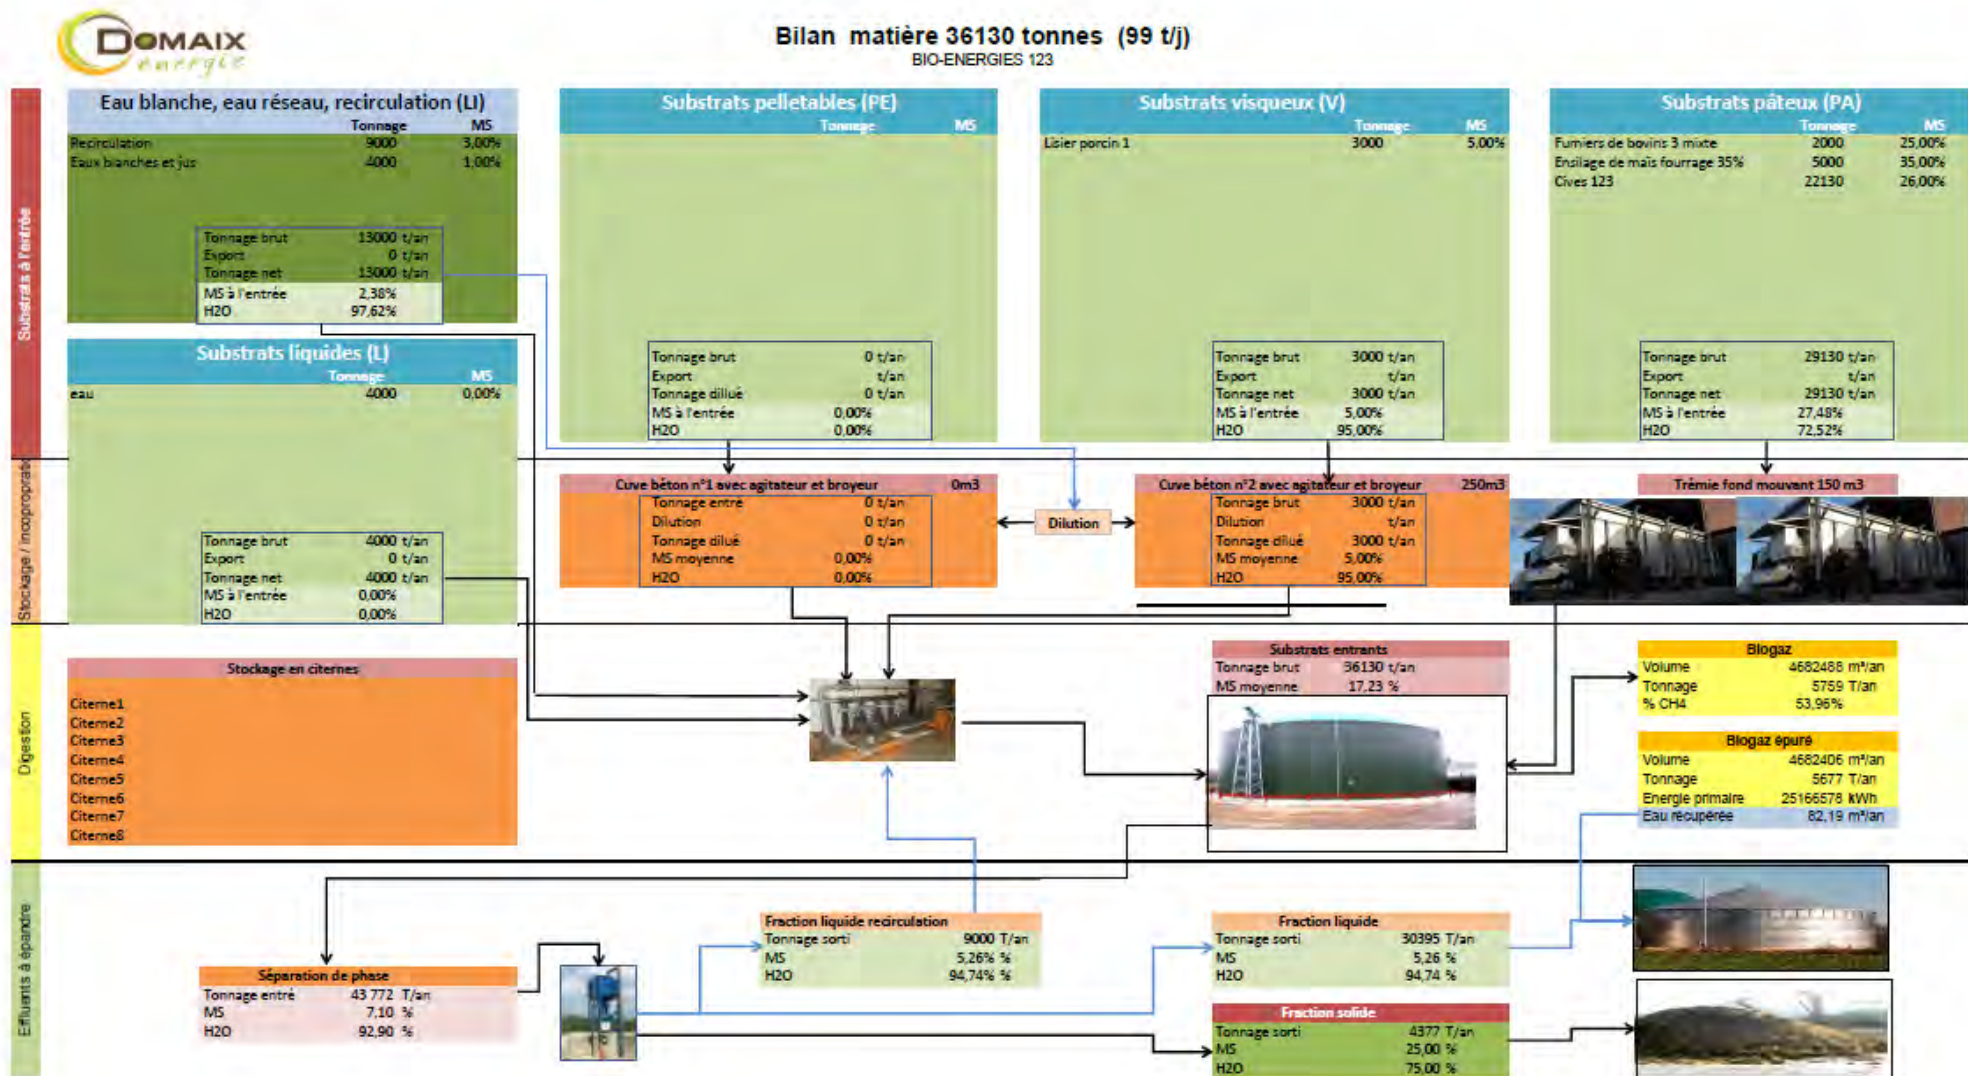 DOMAIX
energie
Bilan matière 36130 tonnes (99 t/j)
BIO-ENERGIES 123
Substrats à l'entrée
Eau blanche, eau réseau, recirculation (LI)
Tonnage MS
Recirculation 9000 3,00%
Eaux blanches et jus 4000 1,00%
Tonnage brut 13000 t/an
Export 0 t/an
Tonnage net 13000 t/an
MS à l'entrée 2,38%
H2O 97,62%
Substrats liquides (L)
Tonnage MS
eau 4000 0,00%
Tonnage brut 4000 t/an
Export 0 t/an
Tonnage net 4000 t/an
MS à l'entrée 0,00%
H2O 0,00%
Substrats pelletables (PE)
Tonnage MS
Tonnage brut 0 t/an
Export t/an
Tonnage dillué 0 t/an
MS à l'entrée 0,00%
H2O 0,00%
Substrats visqueux (V)
Tonnage MS
Lisier porcin 1 3000 5,00%
Tonnage brut 3000 t/an
Export t/an
Tonnage net 3000 t/an
MS à l'entrée 5,00%
H2O 95,00%
Substrats pâteux (PA)
Tonnage MS
Fumiers de bovins 3 mixte 2000 25,00%
Ensilage de maïs fourrage 35% 5000 35,00%
Cives 123 22130 26,00%
Tonnage brut 29130 t/an
Export t/an
Tonnage net 29130 t/an
MS à l'entrée 27,48%
H2O 72,52%
Stockage / incoropratio
Cuve béton n°1 avec agitateur et broyeur 0m3
Tonnage entré 0 t/an
Dilution 0 t/an
Tonnage dilué 0 t/an
MS moyenne 0,00%
H2O 0,00%
Dilution
Cuve béton n°2 avec agitateur et broyeur 250m3
Tonnage brut 3000 t/an
Dilution t/an
Tonnage dilué 3000 t/an
MS moyenne 5,00%
H2O 95,00%
Trémie fond mouvant 150 m3
Digestion
Stockage en citernes
Citerne1
Citerne2
Citerne3
Citerne4
Citerne5
Citerne6
Citerne7
Citerne8
Substrats entrants
Tonnage brut 36130 t/an
MS moyenne 17,23 %
Biogaz
Volume 4682488 m³/an
Tonnage 5759 T/an
% CH4 53,96%
Biogaz épuré
Volume 4682406 m³/an
Tonnage 5677 T/an
Energie primaire 25166578 kWh
Eau récupérée 82,19 m³/an
Effluants à épandre
Séparation de phase
Tonnage entré 43 772 T/an
MS 7,10 %
H2O 92,90 %
Fraction liquide recirculation
Tonnage sorti 9000 T/an
MS 5,26% %
H2O 94,74% %
Fraction liquide
Tonnage sorti 30395 T/an
MS 5,26 %
H2O 94,74 %
Fraction solide
Tonnage sorti 4377 T/an
MS 25,00 %
H2O 75,00 %